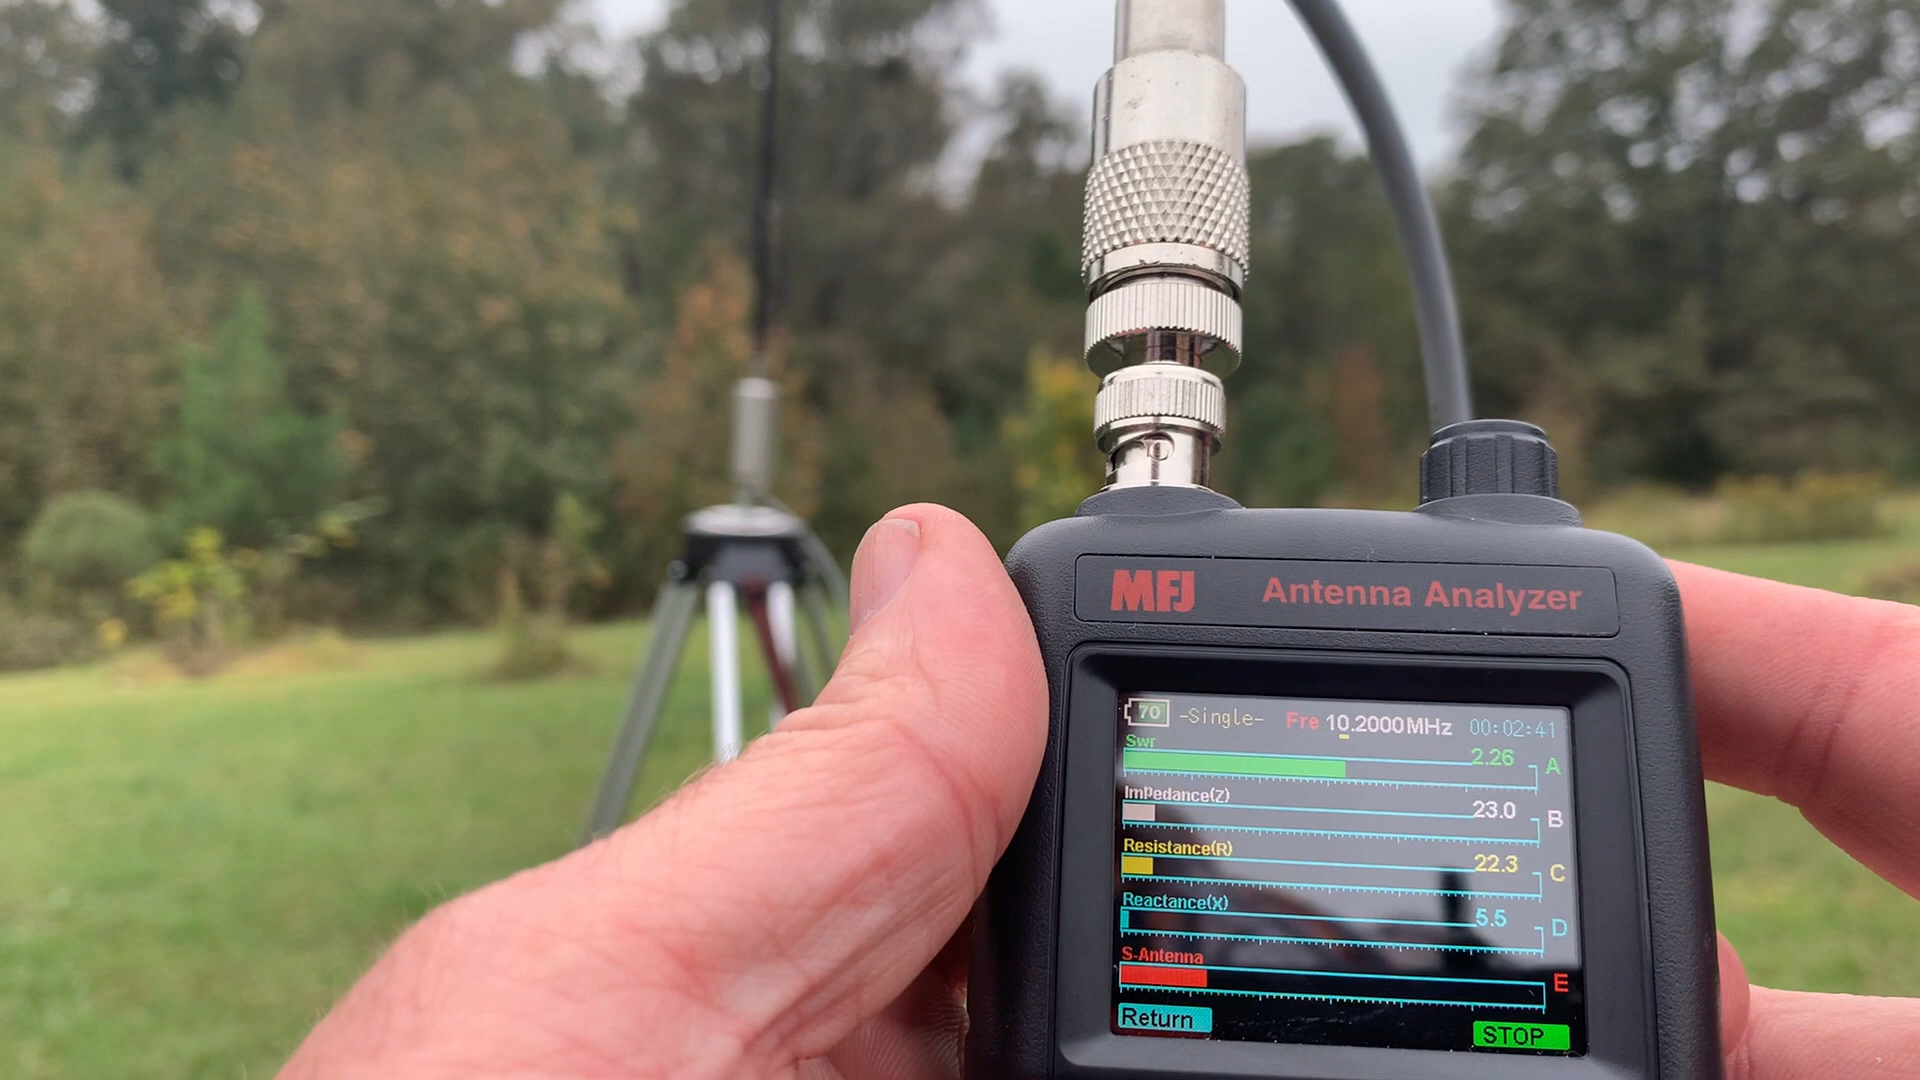 MFJ Antenna Analyzer
70 -Single- Fre 10.2000MHz 00:02:41
Swr 2.26 A
Impedance(Z) 23.0 B
Resistance(R) 22.3 C
Reactance(X) 5.5 D
S-Antenna E
Return STOP